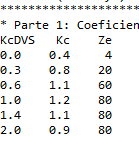 ********************
* Parte 1: Coeficien
KcDVS Kc Ze
0.0 0.4 4
0.3 0.8 20
0.6 1.1 60
1.0 1.2 80
1.4 1.1 80
2.0 0.9 80